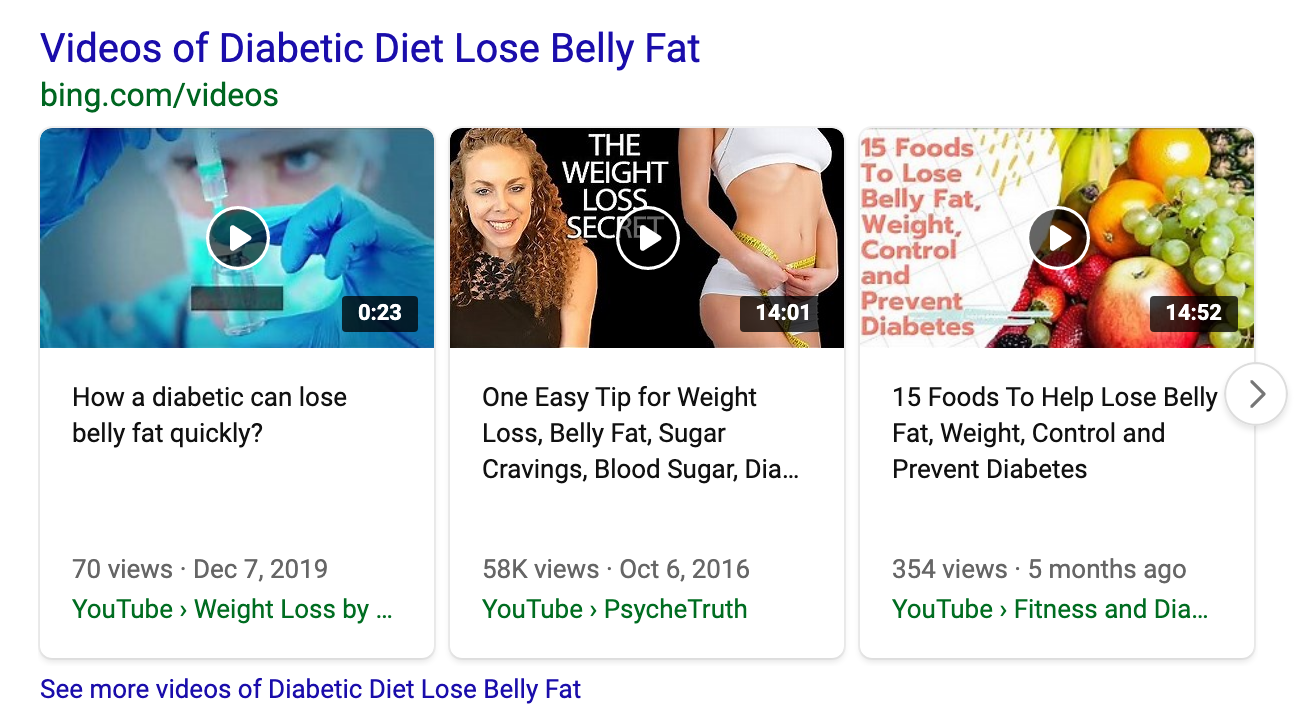 Videos of Diabetic Diet Lose Belly Fat
bing.com/videos
0:23
How a diabetic can lose
belly fat quickly?
70 views · Dec 7, 2019
YouTube › Weight Loss by ...
THE
WEIGHT
LOSS
SECRET
14:01
One Easy Tip for Weight
Loss, Belly Fat, Sugar
Cravings, Blood Sugar, Dia...
58K views · Oct 6, 2016
YouTube › PsycheTruth
15 Foods
To Lose
Belly Fat,
Weight,
Control
and
Prevent
Diabetes
14:52
15 Foods To Help Lose Belly
Fat, Weight, Control and
Prevent Diabetes
354 views · 5 months ago
YouTube › Fitness and Dia...
See more videos of Diabetic Diet Lose Belly Fat